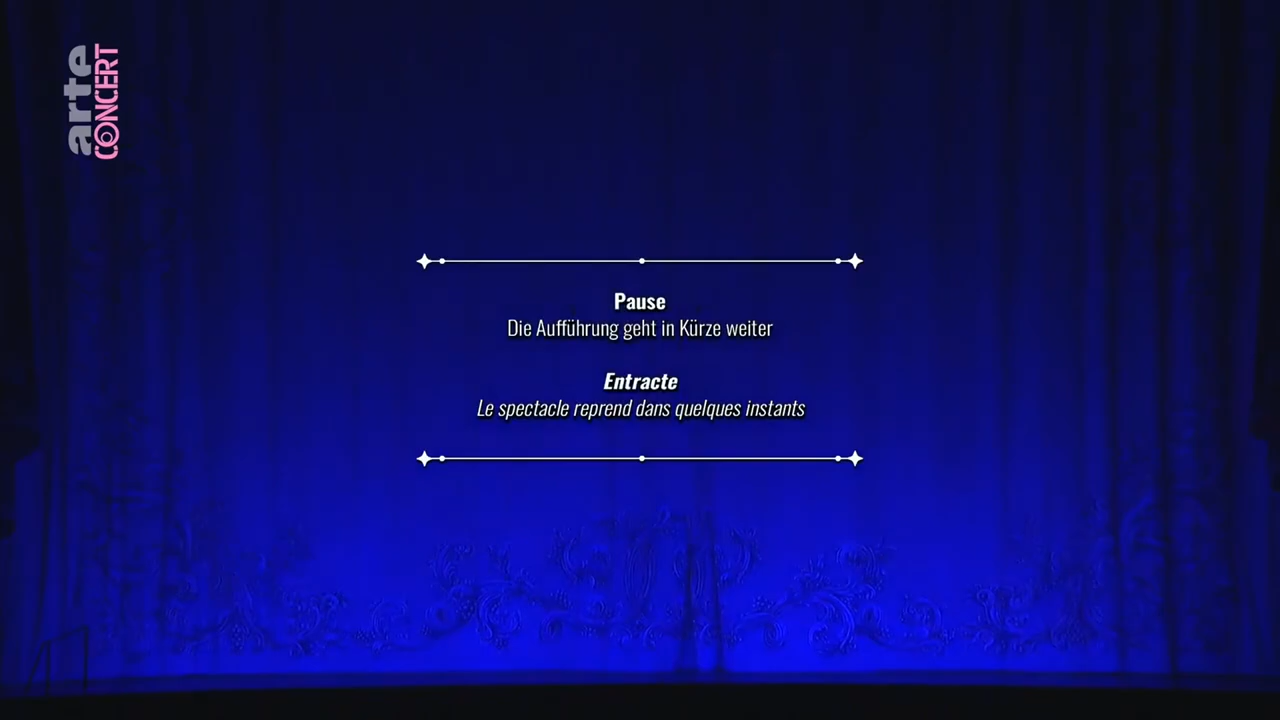 arte
CONCERT
Pause
Die Aufführung geht in Kürze weiter
Entracte
Le spectacle reprend dans quelques instants